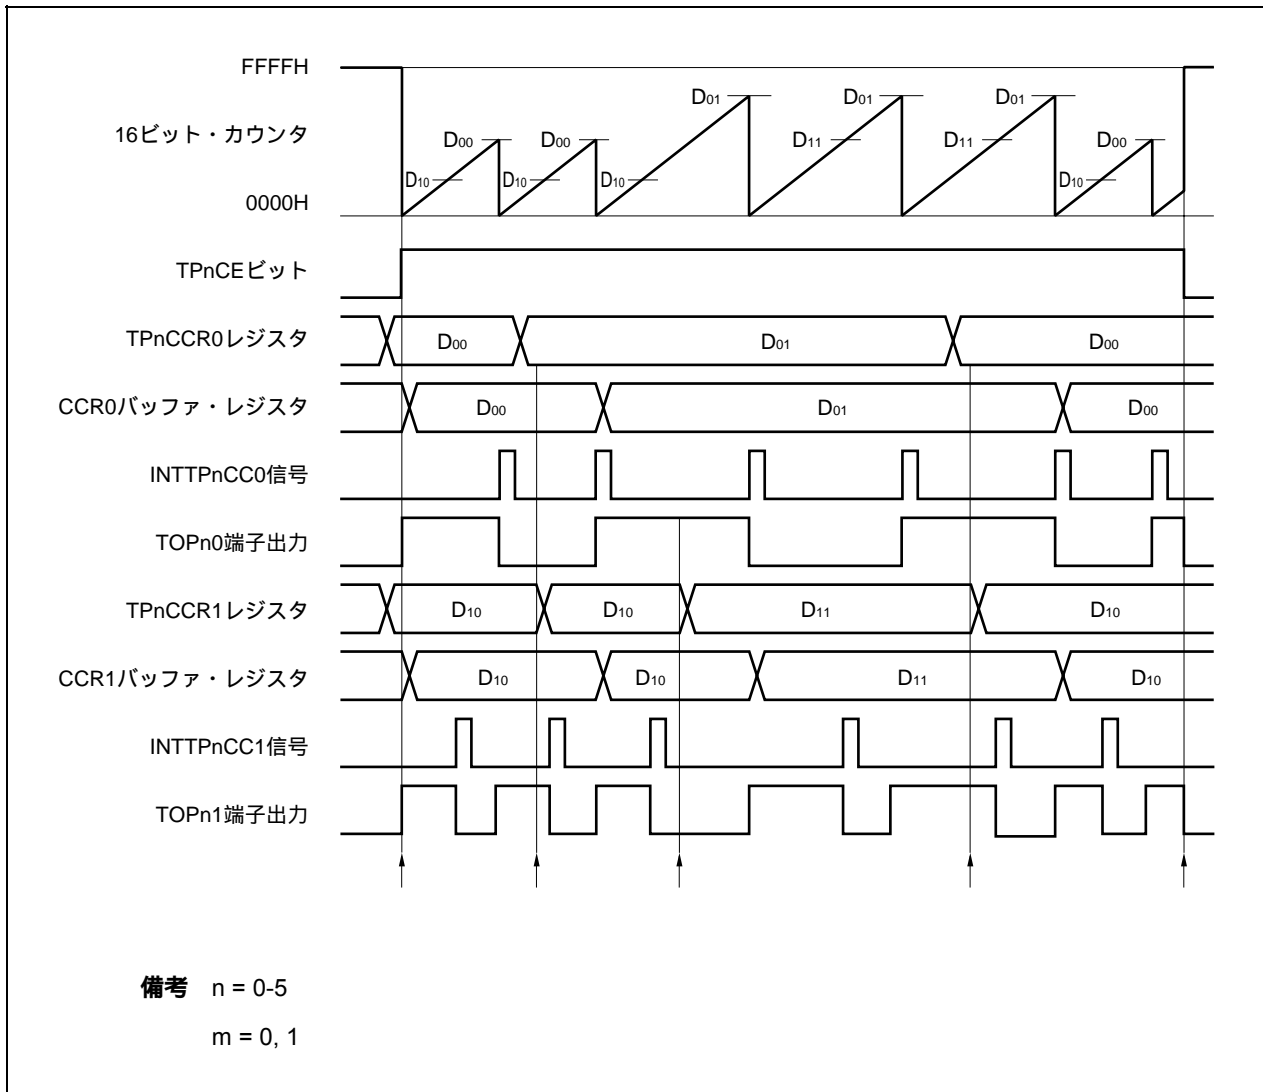 FFFFH
D01 D01 D01
16ビット・カウンタ
D00 D00 D11 D11 D00
D10 D10 D10 D10
0000H
TPnCEビット
TPnCCR0レジスタ D00 D01 D00
CCR0バッファ・レジスタ D00 D01 D00
INTTPnCC0信号
TOPn0端子出力
TPnCCR1レジスタ D10 D10 D11 D10
CCR1バッファ・レジスタ D10 D10 D11 D10
INTTPnCC1信号
TOPn1端子出力
備考 n = 0-5
m = 0, 1